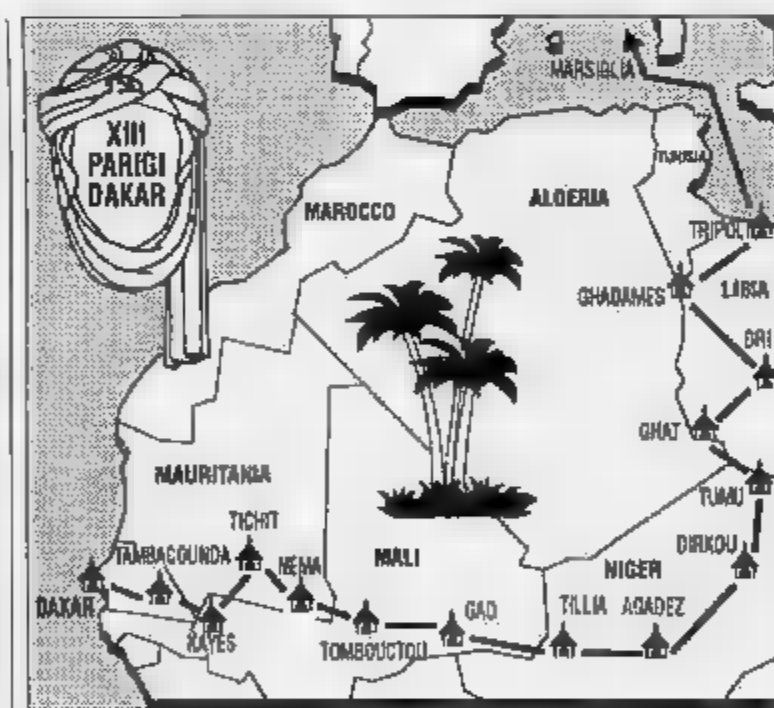 XIII
PARIGI
DAKAR
MARSIGLIA
TUNISIA
MAROCCO
ALGERIA
TRIPOLI
GHADAMES
LIBIA
BRI
GHAT
TUMU
MAURITANIA
TICHIT
DIRKOU
TAMBACOUNDA
NEMA
MALI
NIGER
DAKAR
KAYES
TOMBOUCTOU
GAO
TILLIA
AGADEZ